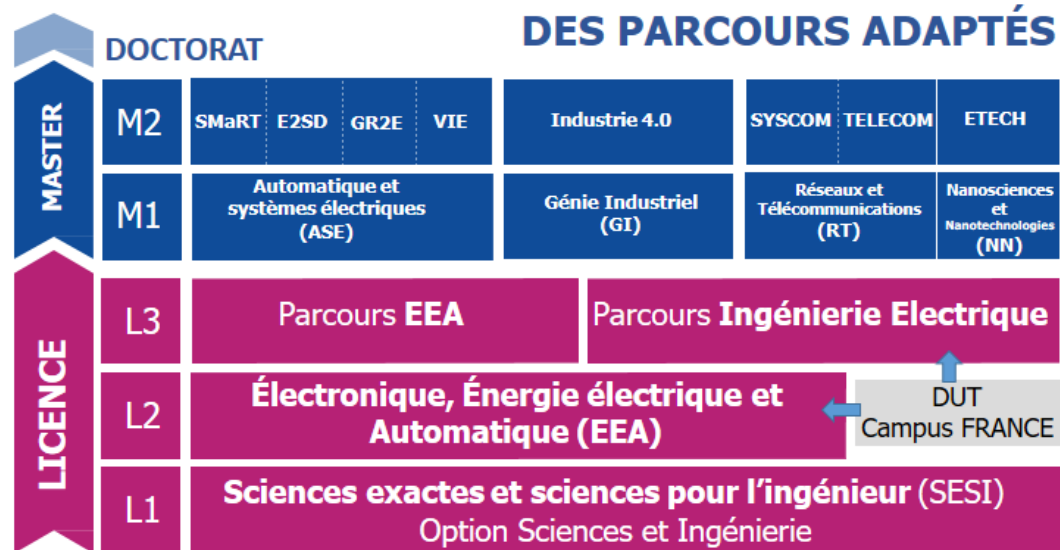 DES PARCOURS ADAPTÉS
DOCTORAT
MASTER
M2
SMaRT
E2SD
GR2E
VIE
Industrie 4.0
SYSCOM
TELECOM
ETECH
M1
Automatique et
systèmes électriques
(ASE)
Génie Industriel
(GI)
Réseaux et
Télécommunications
(RT)
Nanosciences
et
Nanotechnologies
(NN)
LICENCE
L3
Parcours EEA
Parcours Ingénierie Electrique
L2
Électronique, Énergie électrique et
Automatique (EEA)
DUT
Campus FRANCE
L1
Sciences exactes et sciences pour l'ingénieur (SESI)
Option Sciences et Ingénierie